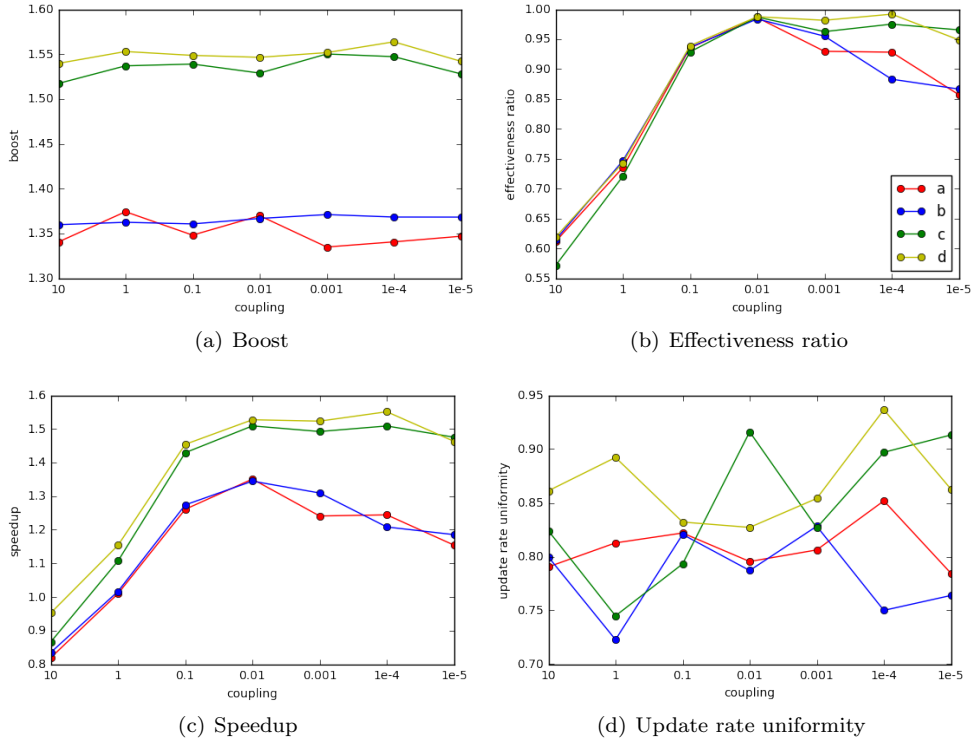 1.60
1.55
1.50
1.45
1.40
1.35
1.30
boost
10 1 0.1 0.01 0.001 1e-4 1e-5
coupling
(a) Boost
1.00
0.95
0.90
0.85
0.80
0.75
0.70
0.65
0.60
0.55
effectiveness ratio
a
b
c
d
10 1 0.1 0.01 0.001 1e-4 1e-5
coupling
(b) Effectiveness ratio
1.6
1.5
1.4
1.3
1.2
1.1
1.0
0.9
0.8
speedup
10 1 0.1 0.01 0.001 1e-4 1e-5
coupling
(c) Speedup
0.95
0.90
0.85
0.80
0.75
0.70
update rate uniformity
10 1 0.1 0.01 0.001 1e-4 1e-5
coupling
(d) Update rate uniformity